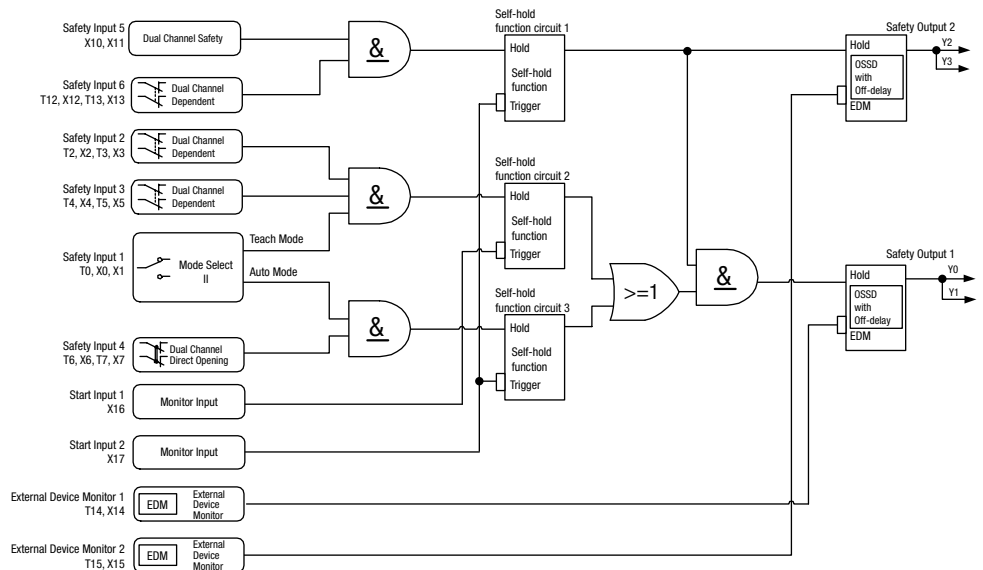 Safety Input 5
X10, X11
Dual Channel Safety
&
Safety Input 6
T12, X12, T13, X13
Dual Channel
Dependent
Self-hold
function circuit 1
Hold
Self-hold
function
Trigger
Safety Output 2
Hold
OSSD
with
Off-delay
EDM
Y2
Y3
Safety Input 2
T2, X2, T3, X3
Dual Channel
Dependent
Safety Input 3
T4, X4, T5, X5
Dual Channel
Dependent
&
Safety Input 1
T0, X0, X1
Mode Select
II
Teach Mode
Auto Mode
Self-hold
function circuit 2
Hold
Self-hold
function
Trigger
&
Safety Input 4
T6, X6, T7, X7
Dual Channel
Direct Opening
Self-hold
function circuit 3
Hold
Self-hold
function
Trigger
>=1
&
Safety Output 1
Hold
OSSD
with
Off-delay
EDM
Y0
Y1
Start Input 1
X16
Monitor Input
Start Input 2
X17
Monitor Input
External Device Monitor 1
T14, X14
EDM
External
Device
Monitor
External Device Monitor 2
T15, X15
EDM
External
Device
Monitor